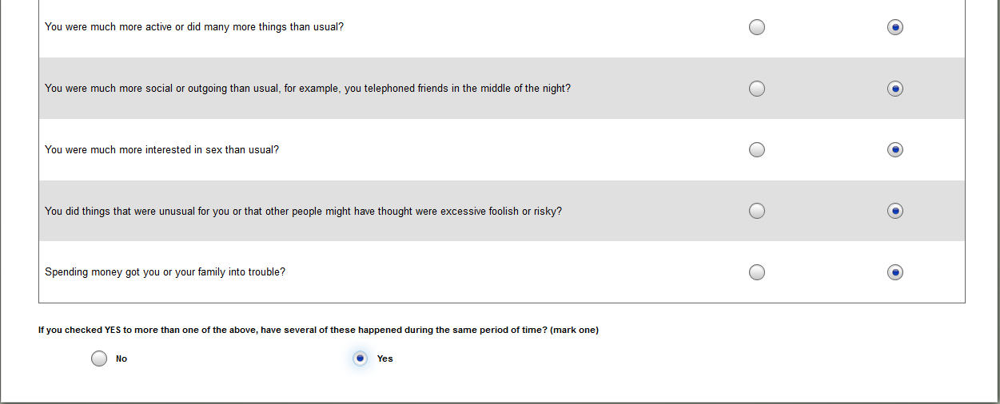 You were much more active or did many more things than usual?
You were much more social or outgoing than usual, for example, you telephoned friends in the middle of the night?
You were much more interested in sex than usual?
You did things that were unusual for you or that other people might have thought were excessive foolish or risky?
Spending money got you or your family into trouble?
If you checked YES to more than one of the above, have several of these happened during the same period of time? (mark one)
No Yes